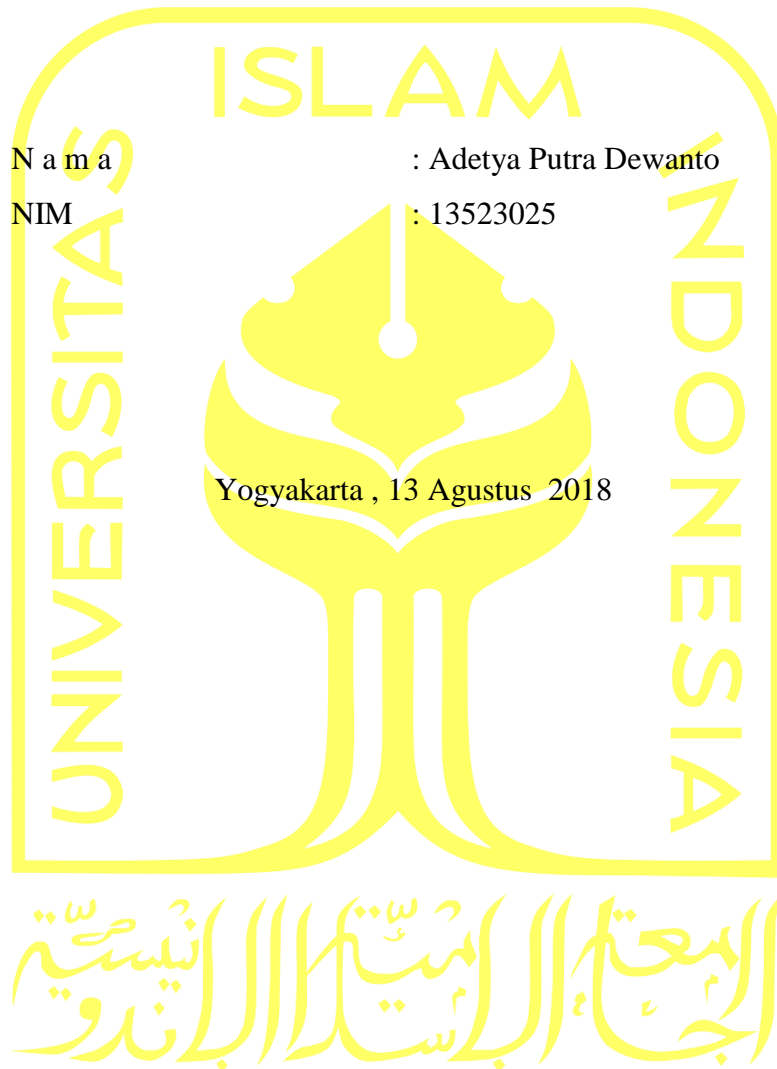 ISLAM
UNIVERSITAS
INDONESIA
N a m a : Adetya Putra Dewanto
NIM : 13523025
Yogyakarta , 13 Agustus 2018
الجامعة الإسلامية الإندونيسية